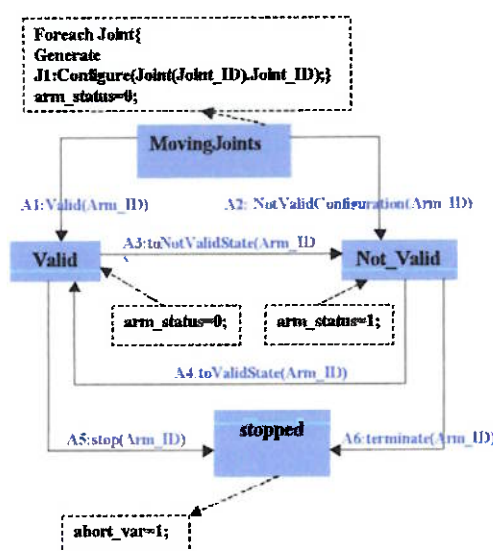 Foreach Joint{
Generate
J1:Configure(Joint(Joint_ID).Joint_ID);}
arm_status=0;
MovingJoints
A1:Valid(Arm_ID)
A2: NotValidConfiguration(Arm_ID)
A3:toNotValidState(Arm_ID
Valid
Not_Valid
arm_status=0;
arm_status=1;
A4:toValidState(Arm_ID)
stopped
A5:stop(Arm_ID)
A6:terminate(Arm_ID)
abort_var=1;